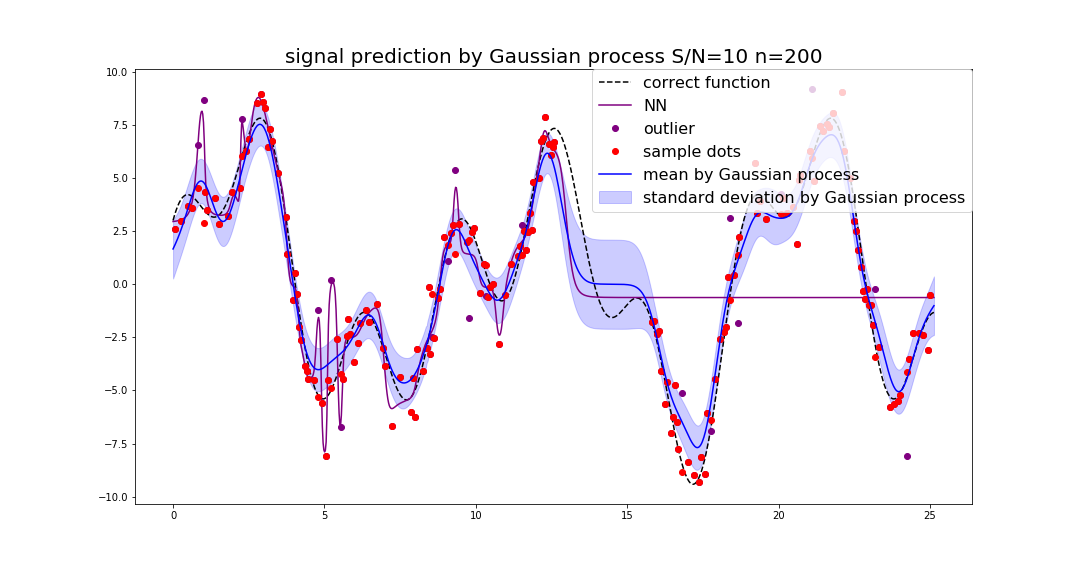 signal prediction by Gaussian process S/N=10 n=200
correct function
NN
outlier
sample dots
mean by Gaussian process
standard deviation by Gaussian process
10.0
7.5
5.0
2.5
0.0
−2.5
−5.0
−7.5
−10.0
0 5 10 15 20 25